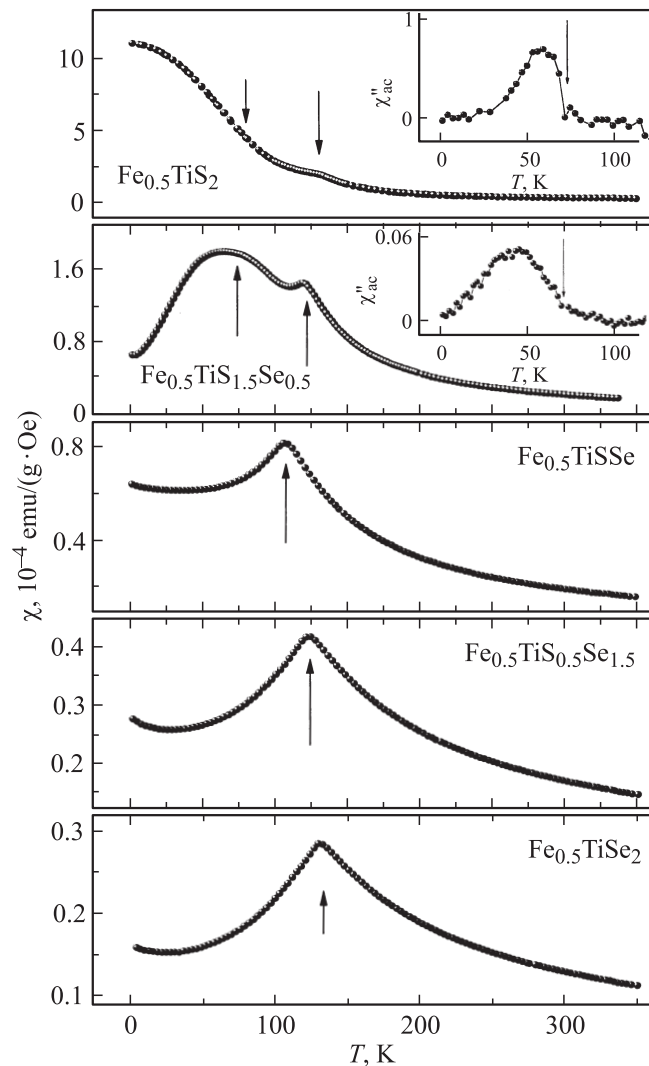 10
5
0
Fe0.5TiS2
1
0
χ″ac
0 50 100
T, K
1.6
0.8
0
Fe0.5TiS1.5Se0.5
0.06
0
χ″ac
0 50 100
T, K
χ, 10−4 emu/(g·Oe)
0.8
0.4
Fe0.5TiSSe
0.4
0.3
0.2
Fe0.5TiS0.5Se1.5
0.3
0.2
0.1
Fe0.5TiSe2
0 100 200 300
T, K